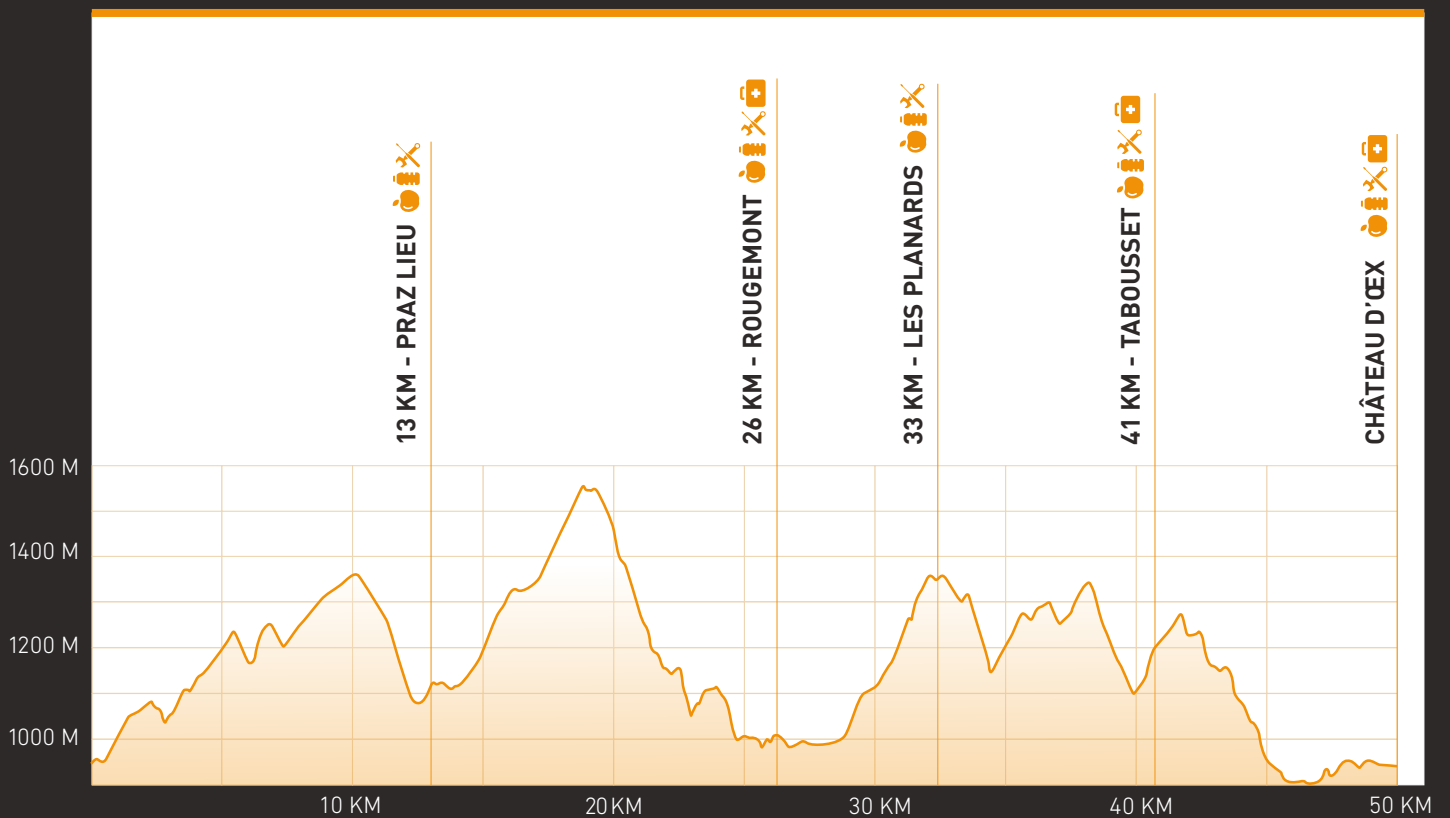 13 KM - PRAZ LIEU
26 KM - ROUGEMONT
33 KM - LES PLANARDS
41 KM - TABOUSSET
CHÂTEAU D'ŒX
1600 M
1400 M
1200 M
1000 M
10 KM
20 KM
30 KM
40 KM
50 KM